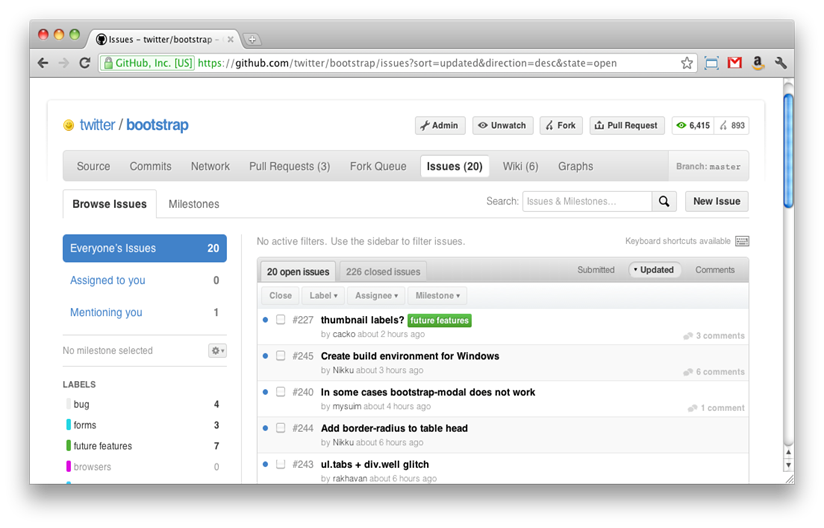 Issues - twitter/bootstrap -
GitHub, Inc. [US] https://github.com/twitter/bootstrap/issues?sort=updated&direction=desc&state=open
twitter / bootstrap
Admin Unwatch Fork Pull Request 6,415 893
Source Commits Network Pull Requests (3) Fork Queue Issues (20) Wiki (6) Graphs Branch: master
Browse Issues Milestones Search: Issues & Milestones... New Issue
Everyone's Issues 20
Assigned to you 0
Mentioning you 1
No milestone selected
LABELS
bug 4
forms 3
future features 7
browsers 0
No active filters. Use the sidebar to filter issues. Keyboard shortcuts available
20 open issues 226 closed issues Submitted ▾ Updated Comments
Close Label ▾ Assignee ▾ Milestone ▾
#227 thumbnail labels? future features
by cacko about 2 hours ago 3 comments
#245 Create build environment for Windows
by Nikku about 3 hours ago 6 comments
#240 In some cases bootstrap-modal does not work
by mysuim about 4 hours ago 1 comment
#244 Add border-radius to table head
by Nikku about 6 hours ago
#243 ul.tabs + div.well glitch
by rakhavan about 10 hours ago